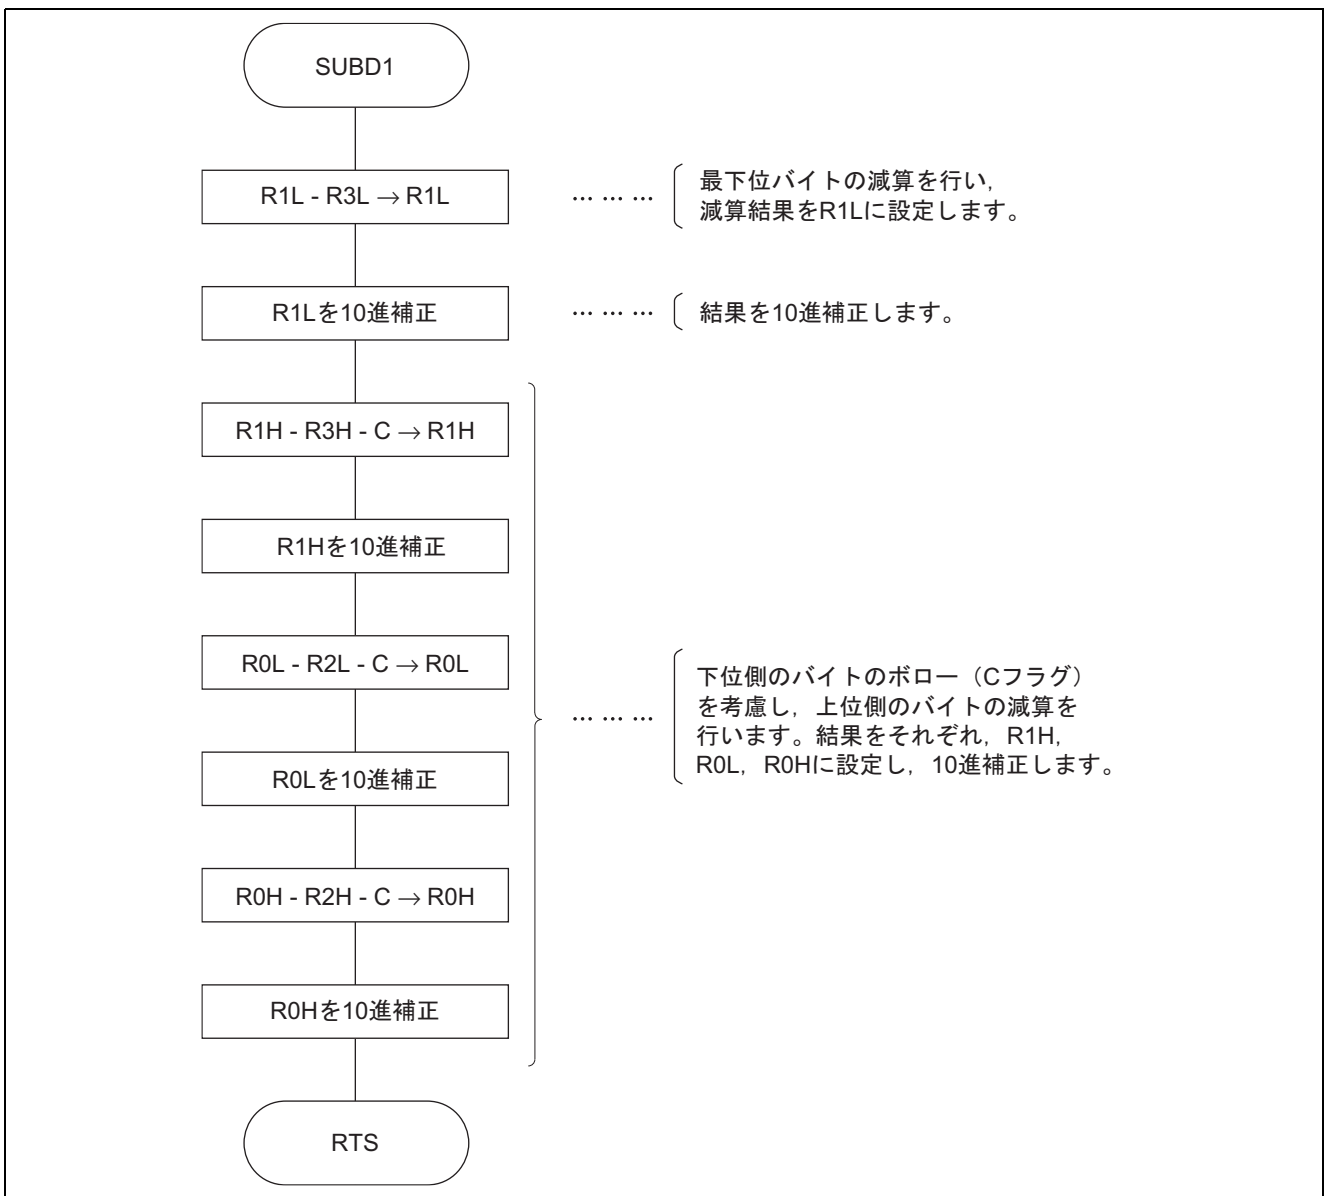 SUBD1
R1L - R3L → R1L
… … …
最下位バイトの減算を行い，
減算結果をR1Lに設定します。
R1Lを10進補正
… … …
結果を10進補正します。
R1H - R3H - C → R1H
R1Hを10進補正
R0L - R2L - C → R0L
R0Lを10進補正
R0H - R2H - C → R0H
R0Hを10進補正
… … …
下位側のバイトのボロー（Cフラグ）
を考慮し，上位側のバイトの減算を
行います。結果をそれぞれ，R1H，
R0L，R0Hに設定し，10進補正します。
RTS